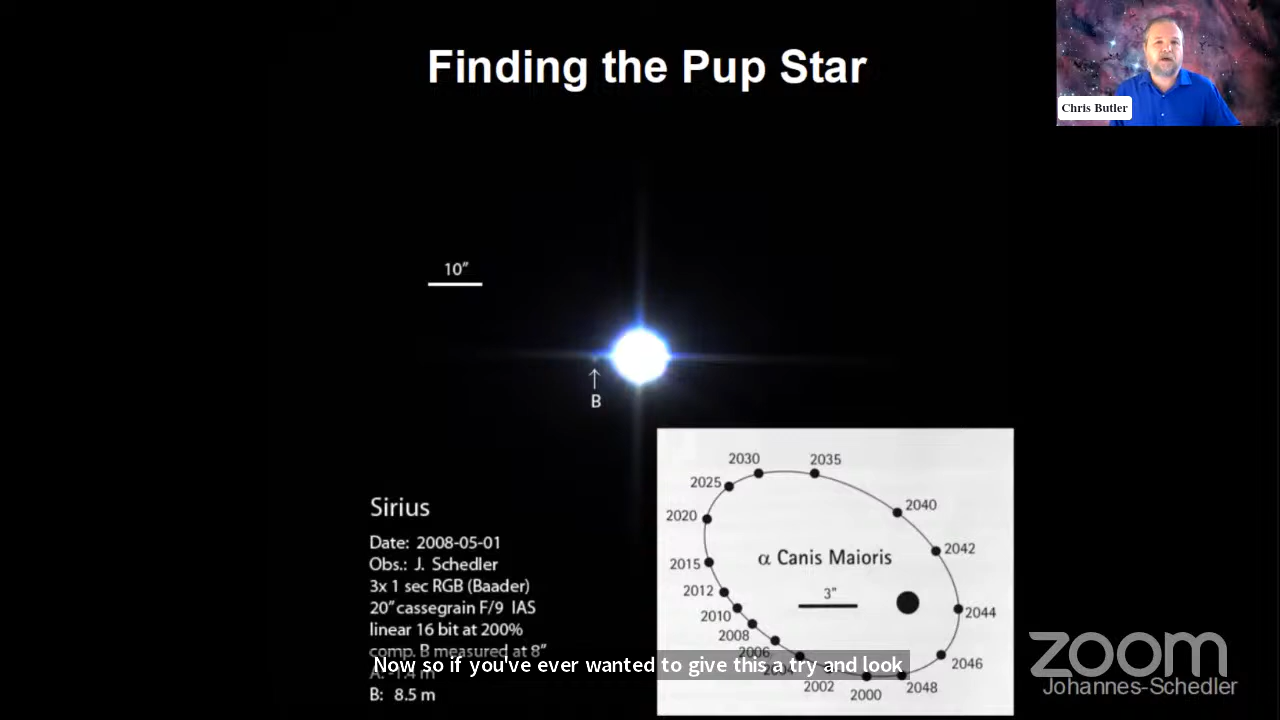 Finding the Pup Star
Chris Butler
10″
B
Sirius
Date: 2008-05-01
Obs.: J. Schedler
3x 1 sec RGB (Baader)
20″ cassegrain F/9 IAS
linear 16 bit at 200%
comp. B measured at 8″
A: -1.4 m
B: 8.5 m
2030
2035
2025
2040
2020
α Canis Maioris
2042
2015
3″
2012
2010
2044
2008
2006
2004
2046
2002
2000
2048
Now so if you've ever wanted to give this a try and look
zoom
Johannes-Schedler